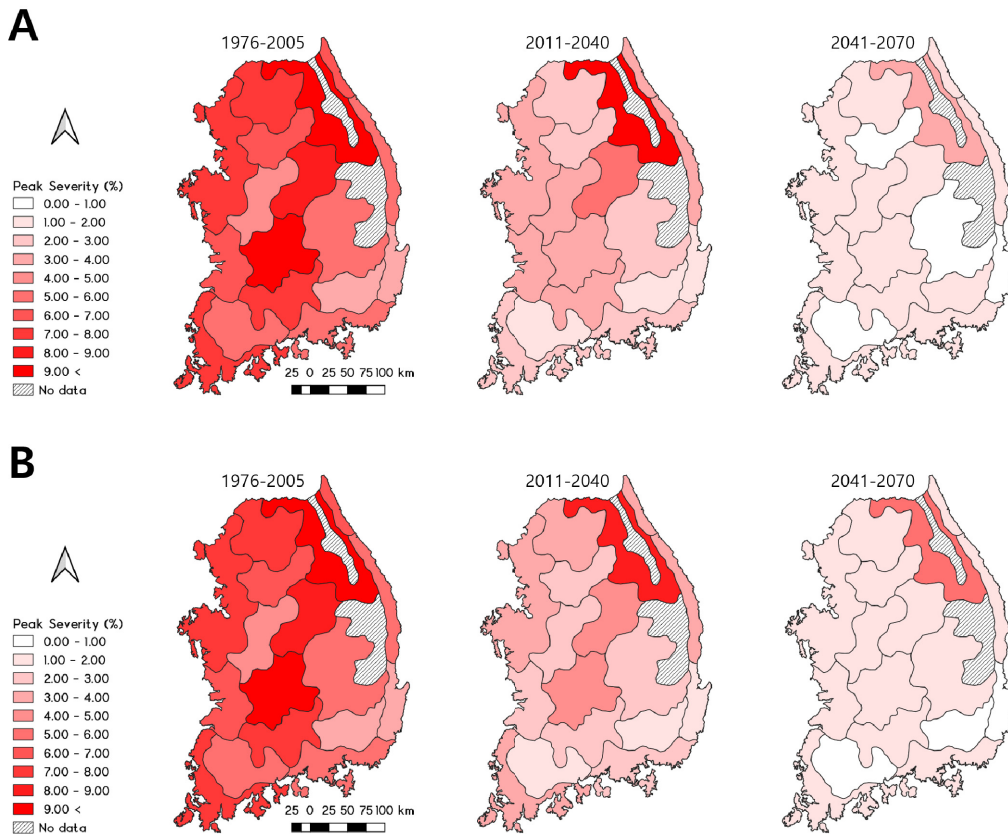 A
1976-2005
2011-2040
2041-2070
Peak Severity (%)
0.00 - 1.00
1.00 - 2.00
2.00 - 3.00
3.00 - 4.00
4.00 - 5.00
5.00 - 6.00
6.00 - 7.00
7.00 - 8.00
8.00 - 9.00
9.00 <
No data
25 0 25 50 75 100 km
B
1976-2005
2011-2040
2041-2070
Peak Severity (%)
0.00 - 1.00
1.00 - 2.00
2.00 - 3.00
3.00 - 4.00
4.00 - 5.00
5.00 - 6.00
6.00 - 7.00
7.00 - 8.00
8.00 - 9.00
9.00 <
No data
25 0 25 50 75 100 km